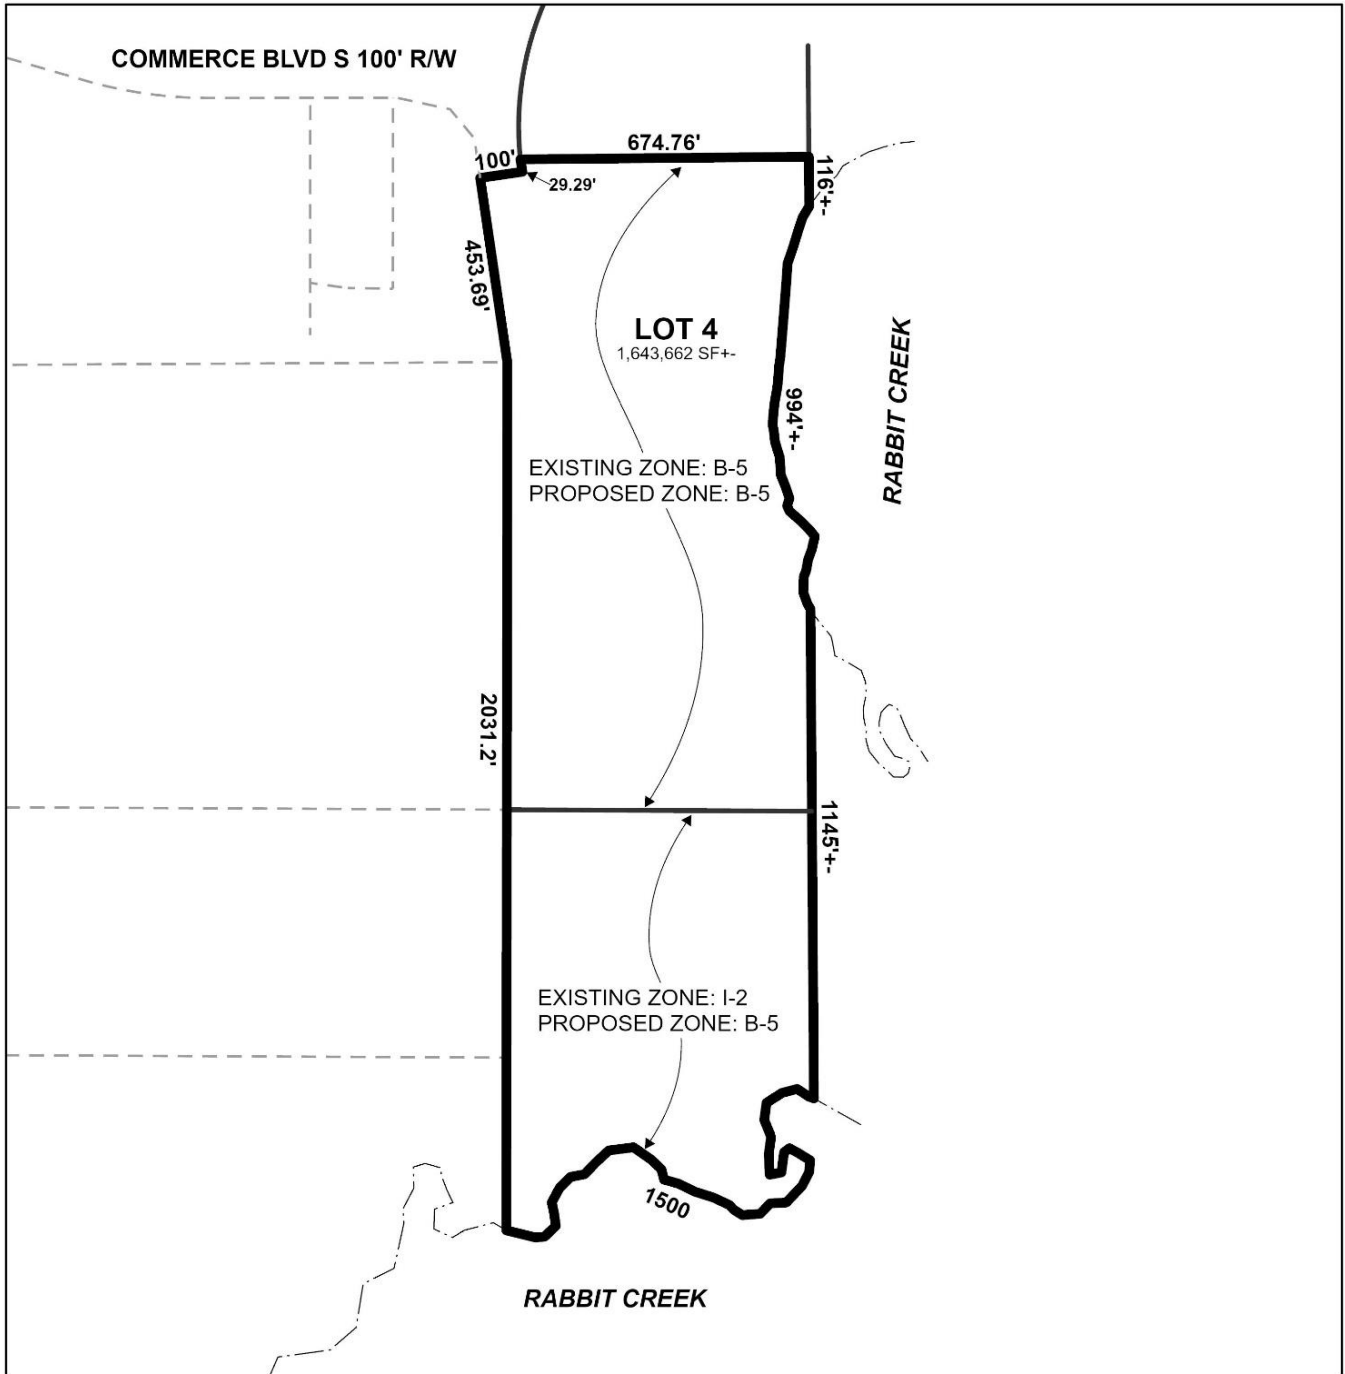 COMMERCE BLVD S 100' R/W
674.76'
100'
29.29'
116'+-
453.69'
LOT 4
1,643,662 SF+-
RABBIT CREEK
994'+-
EXISTING ZONE: B-5
PROPOSED ZONE: B-5
2031.2'
1145'+-
EXISTING ZONE: I-2
PROPOSED ZONE: B-5
1500
RABBIT CREEK